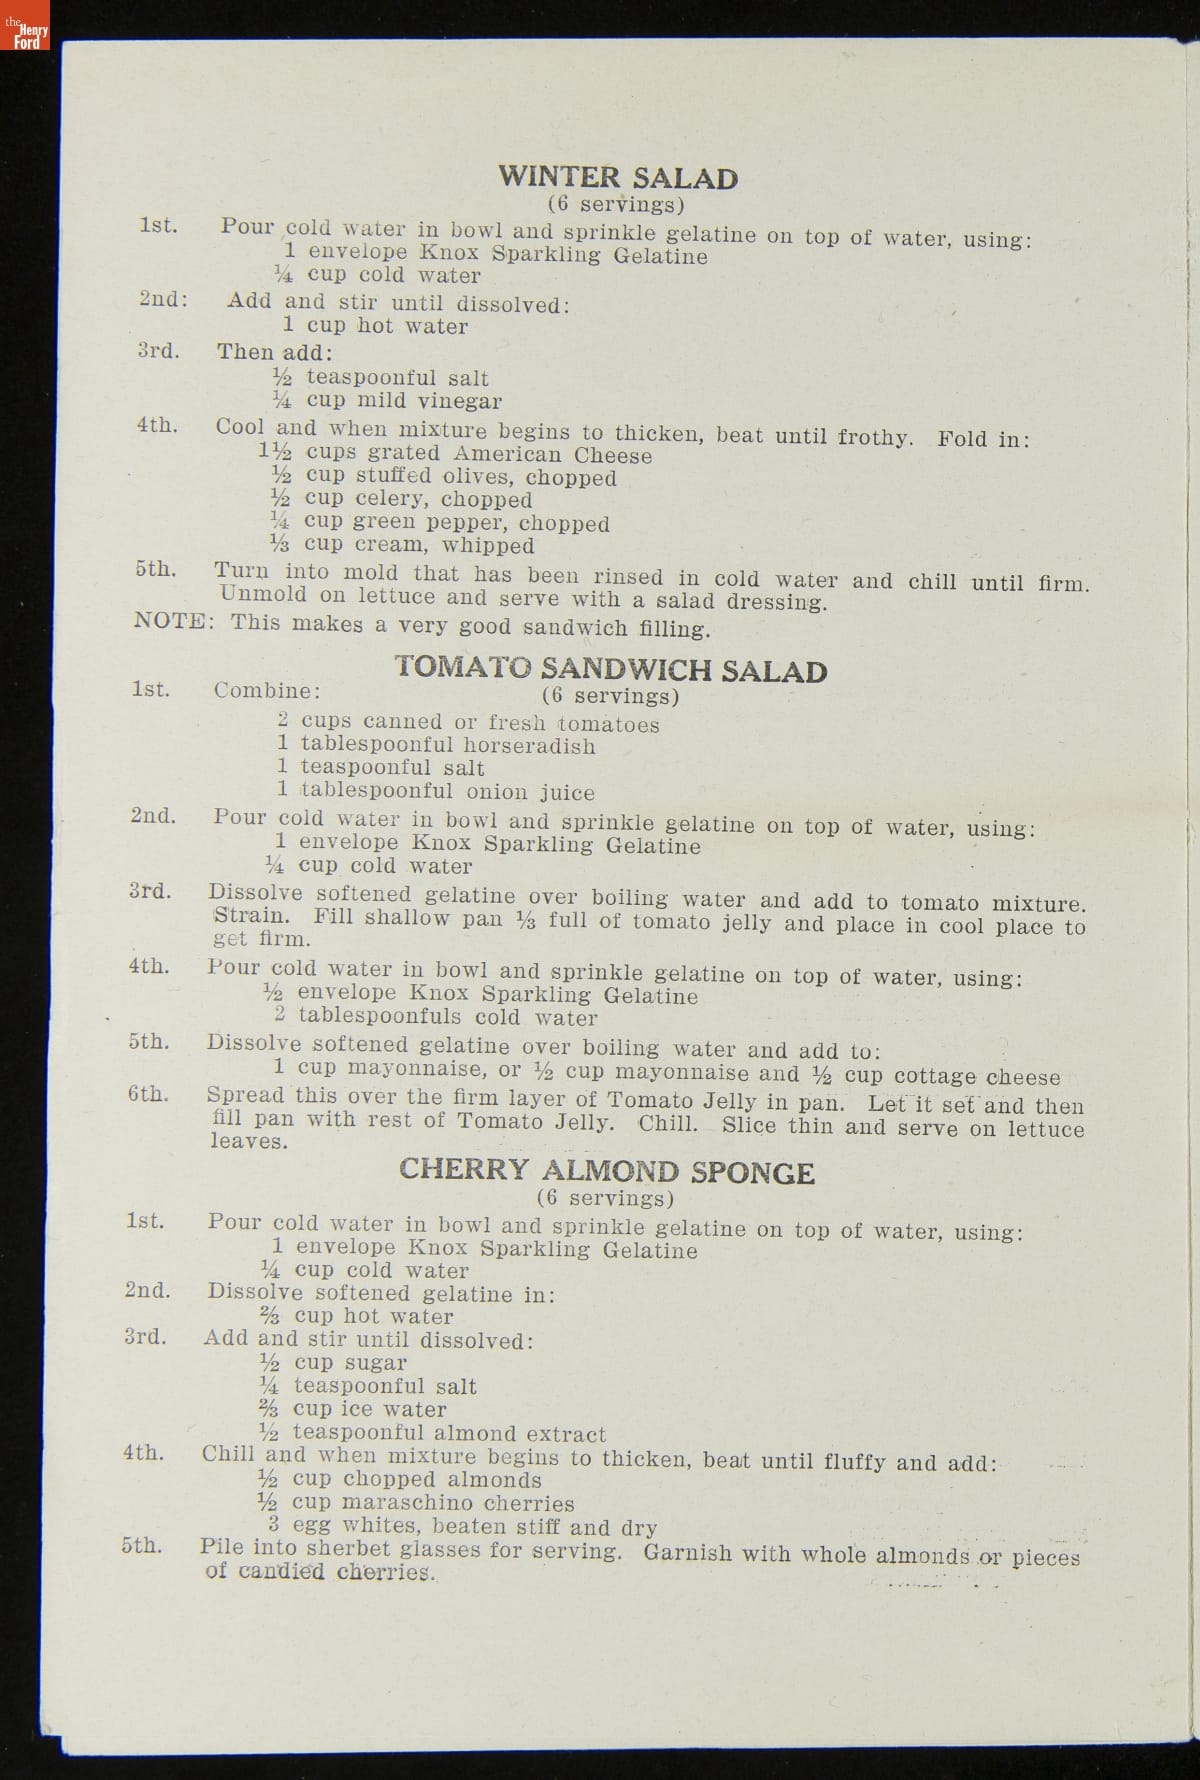 the
Henry
Ford
WINTER SALAD
(6 servings)
1st. Pour cold water in bowl and sprinkle gelatine on top of water, using:
1 envelope Knox Sparkling Gelatine
¼ cup cold water
2nd: Add and stir until dissolved:
1 cup hot water
3rd. Then add:
½ teaspoonful salt
¼ cup mild vinegar
4th. Cool and when mixture begins to thicken, beat until frothy. Fold in:
1½ cups grated American Cheese
½ cup stuffed olives, chopped
½ cup celery, chopped
¼ cup green pepper, chopped
⅓ cup cream, whipped
5th. Turn into mold that has been rinsed in cold water and chill until firm.
Unmold on lettuce and serve with a salad dressing.
NOTE: This makes a very good sandwich filling.
TOMATO SANDWICH SALAD
1st. Combine: (6 servings)
2 cups canned or fresh tomatoes
1 tablespoonful horseradish
1 teaspoonful salt
1 tablespoonful onion juice
2nd. Pour cold water in bowl and sprinkle gelatine on top of water, using:
1 envelope Knox Sparkling Gelatine
¼ cup cold water
3rd. Dissolve softened gelatine over boiling water and add to tomato mixture.
Strain. Fill shallow pan ⅓ full of tomato jelly and place in cool place to
get firm.
4th. Pour cold water in bowl and sprinkle gelatine on top of water, using:
½ envelope Knox Sparkling Gelatine
2 tablespoonfuls cold water
5th. Dissolve softened gelatine over boiling water and add to:
1 cup mayonnaise, or ½ cup mayonnaise and ½ cup cottage cheese
6th. Spread this over the firm layer of Tomato Jelly in pan. Let it set and then
fill pan with rest of Tomato Jelly. Chill. Slice thin and serve on lettuce
leaves.
CHERRY ALMOND SPONGE
(6 servings)
1st. Pour cold water in bowl and sprinkle gelatine on top of water, using:
1 envelope Knox Sparkling Gelatine
¼ cup cold water
2nd. Dissolve softened gelatine in:
⅔ cup hot water
3rd. Add and stir until dissolved:
½ cup sugar
¼ teaspoonful salt
⅔ cup ice water
½ teaspoonful almond extract
4th. Chill and when mixture begins to thicken, beat until fluffy and add:
½ cup chopped almonds
½ cup maraschino cherries
3 egg whites, beaten stiff and dry
5th. Pile into sherbet glasses for serving. Garnish with whole almonds or pieces
of candied cherries.